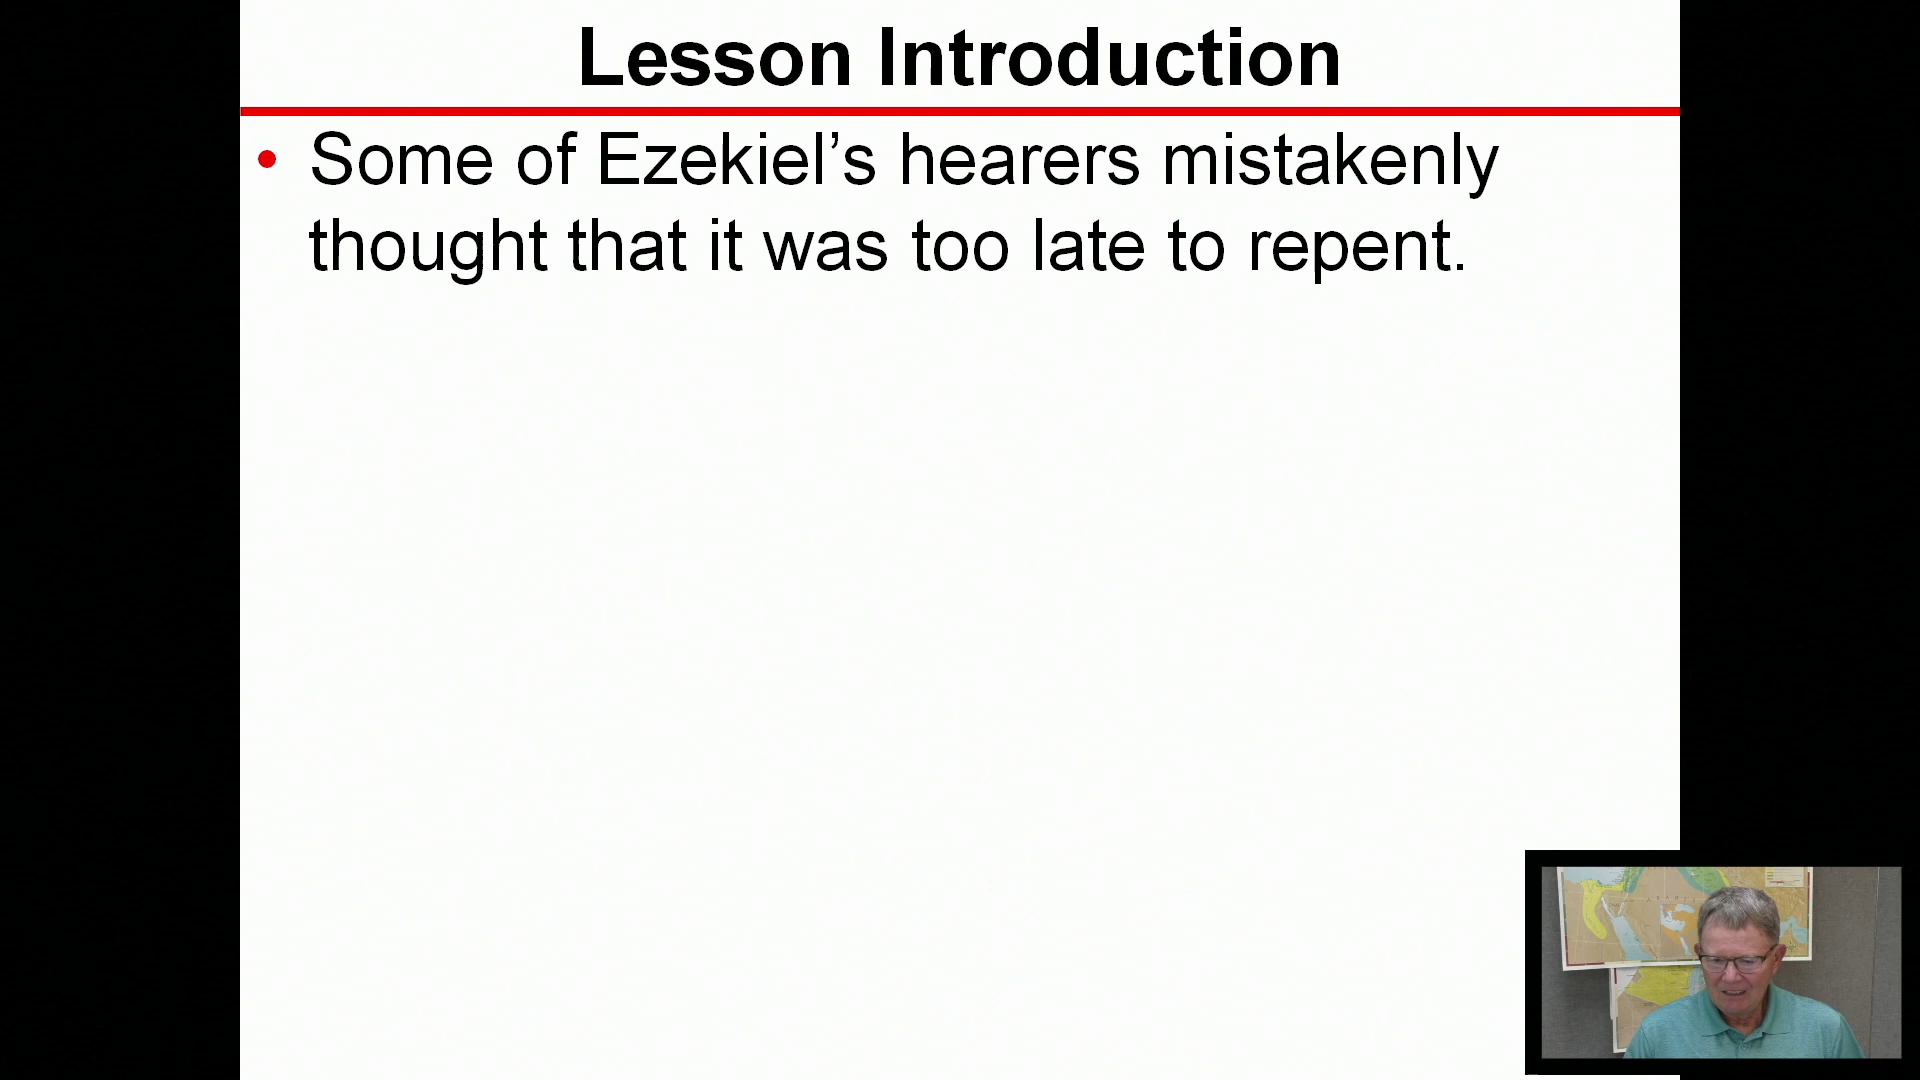 Lesson Introduction
• Some of Ezekiel’s hearers mistakenly
thought that it was too late to repent.